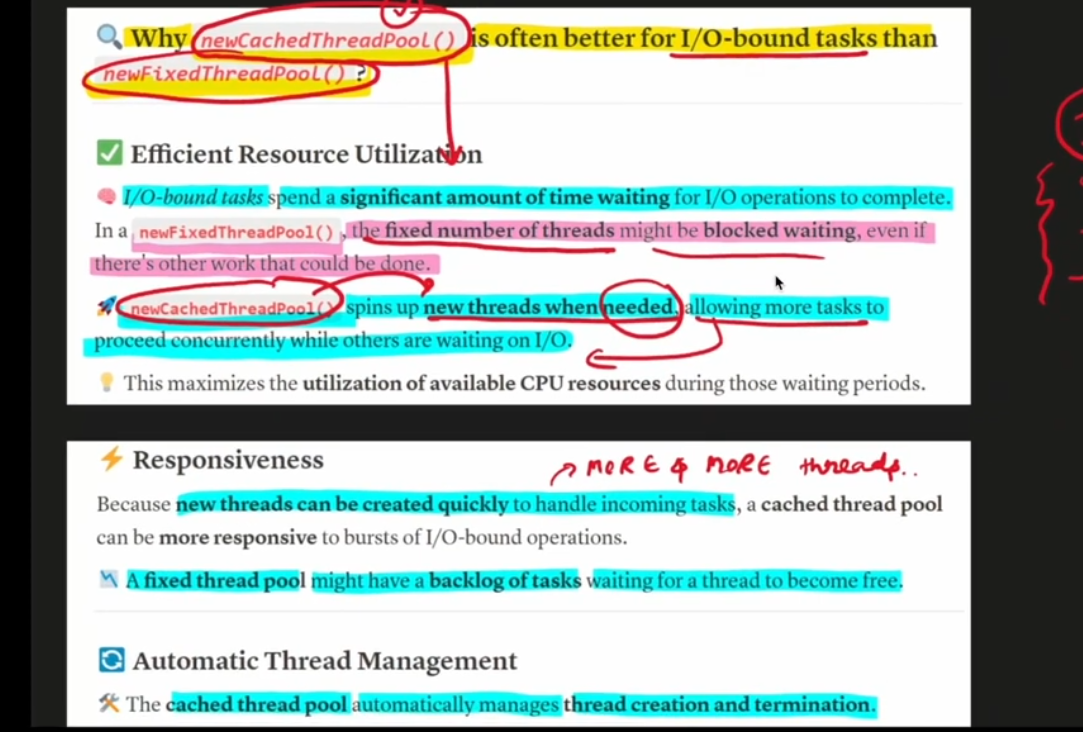 🔍 Why newCachedThreadPool() is often better for I/O-bound tasks than
newFixedThreadPool() ?
✅ Efficient Resource Utilization
🧠 I/O-bound tasks spend a significant amount of time waiting for I/O operations to complete.
In a newFixedThreadPool(), the fixed number of threads might be blocked waiting, even if
there's other work that could be done.
🚀 newCachedThreadPool() spins up new threads when needed, allowing more tasks to
proceed concurrently while others are waiting on I/O.
💡 This maximizes the utilization of available CPU resources during those waiting periods.
⚡ Responsiveness
MORE & MORE threads..
Because new threads can be created quickly to handle incoming tasks, a cached thread pool
can be more responsive to bursts of I/O-bound operations.
📉 A fixed thread pool might have a backlog of tasks waiting for a thread to become free.
🔄 Automatic Thread Management
🛠 The cached thread pool automatically manages thread creation and termination.